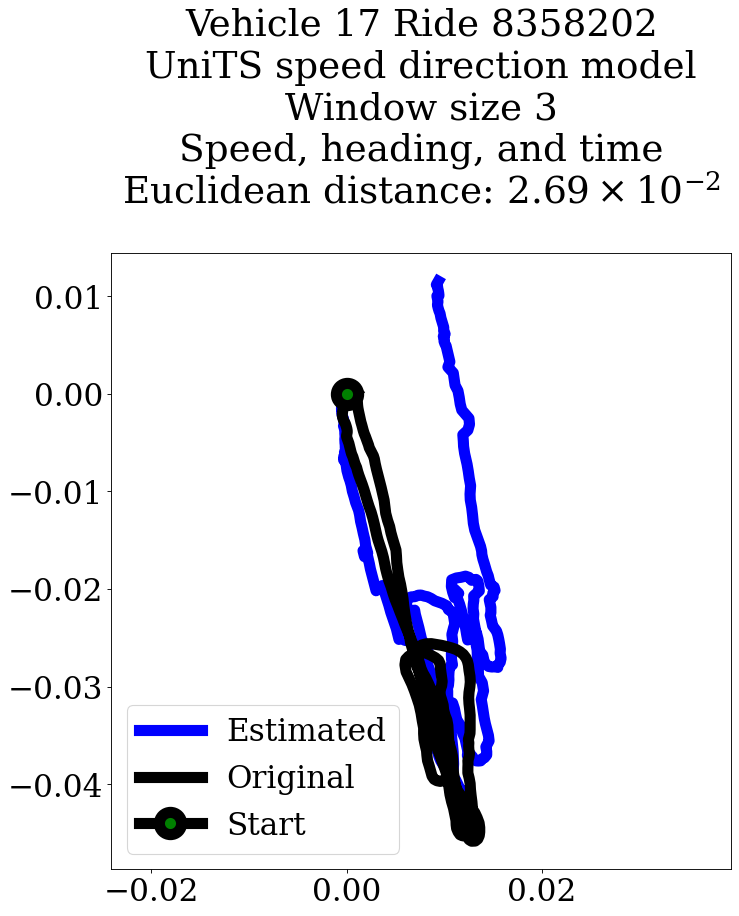 Vehicle 17 Ride 8358202
UniTS speed direction model
Window size 3
Speed, heading, and time
Euclidean distance: 2.69 × 10⁻²
0.01
0.00
−0.01
−0.02
−0.03
−0.04
Estimated
Original
Start
−0.02
0.00
0.02